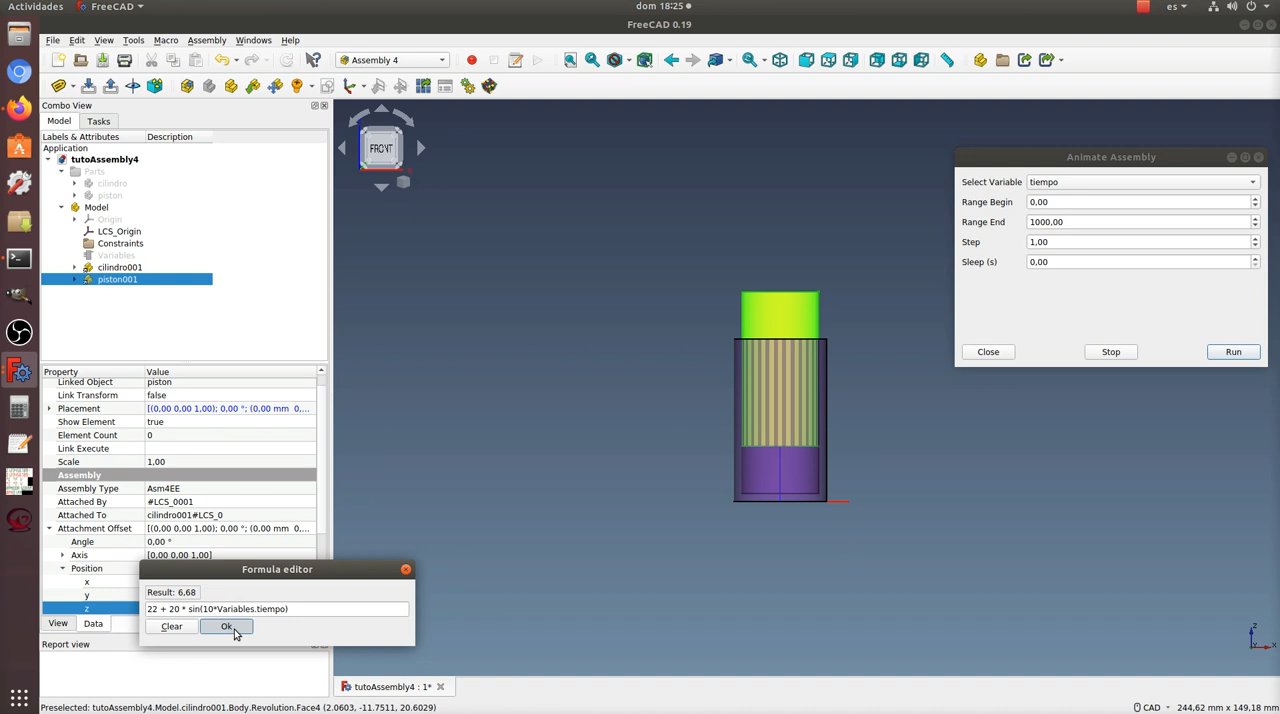 Actividades
FreeCAD
dom 18:25
es
FreeCAD 0.19
File Edit View Tools Macro Assembly Windows Help
Assembly 4
Combo View
Model Tasks
Labels & Attributes Description
Application
tutoAssembly4
Parts
cilindro
piston
Model
Origin
LCS_Origin
Constraints
Variables
cilindro001
piston001
FRONT
Animate Assembly
Select Variable tiempo
Range Begin 0,00
Range End 1000,00
Step 1,00
Sleep (s) 0,00
Close Stop Run
Property Value
Linked Object piston
Link Transform false
Placement [(0,00 0,00 1,00); 0,00 °; (0,00 mm 0,...
Show Element true
Element Count 0
Link Execute
Scale 1,00
Assembly
Assembly Type Asm4EE
Attached By #LCS_0001
Attached To cilindro001#LCS_0
Attachment Offset [(0,00 0,00 1,00); 0,00 °; (0,00 mm 0,...
Angle 0,00 °
Axis [0,00 0,00 1,00]
Position
x
y
z
Formula editor
Result: 6,68
22 + 20 * sin(10*Variables.tiempo)
Clear Ok
View Data
Report view
tutoAssembly4 : 1*
z
x
Preselected: tutoAssembly4.Model.cilindro001.Body.Revolution.Face4 (2.0603, -11.7511, 20.6029)
CAD
244,62 mm x 149,18 mm